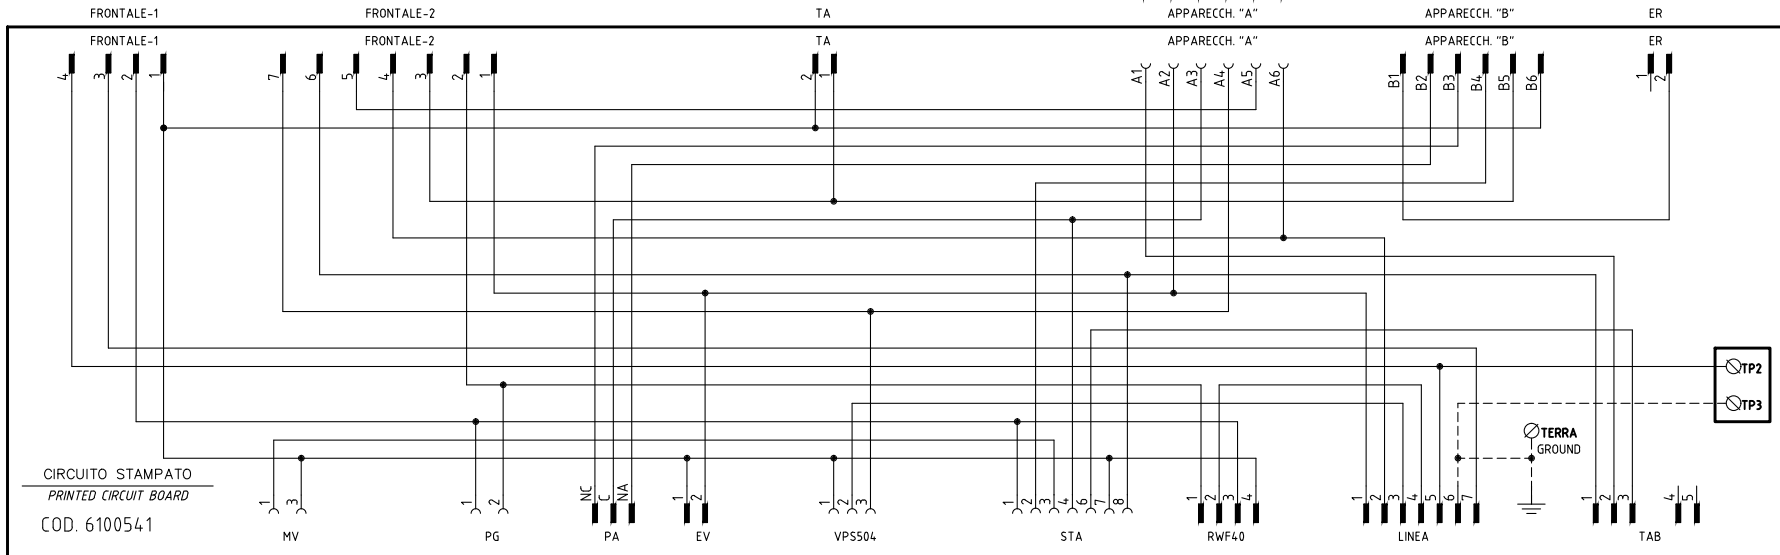 FRONTALE-1 FRONTALE-2 TA APPARECCH. "A" APPARECCH. "B" ER
FRONTALE-1 FRONTALE-2 TA APPARECCH. "A" APPARECCH. "B" ER
4 3 2 1 7 6 5 4 3 2 1 2 1 A1 A2 A3 A4 A5 A6 B1 B2 B3 B4 B5 B6 1 2
TP2
TP3
TERRA
GROUND
CIRCUITO STAMPATO
PRINTED CIRCUIT BOARD
COD. 6100541
1 3 1 2 NC C NA 1 2 1 2 3 1 2 3 4 6 7 8 1 2 3 4 1 2 3 4 5 6 7 1 2 3 4 5
MV PG PA EV VPS504 STA RWF40 LINEA TAB